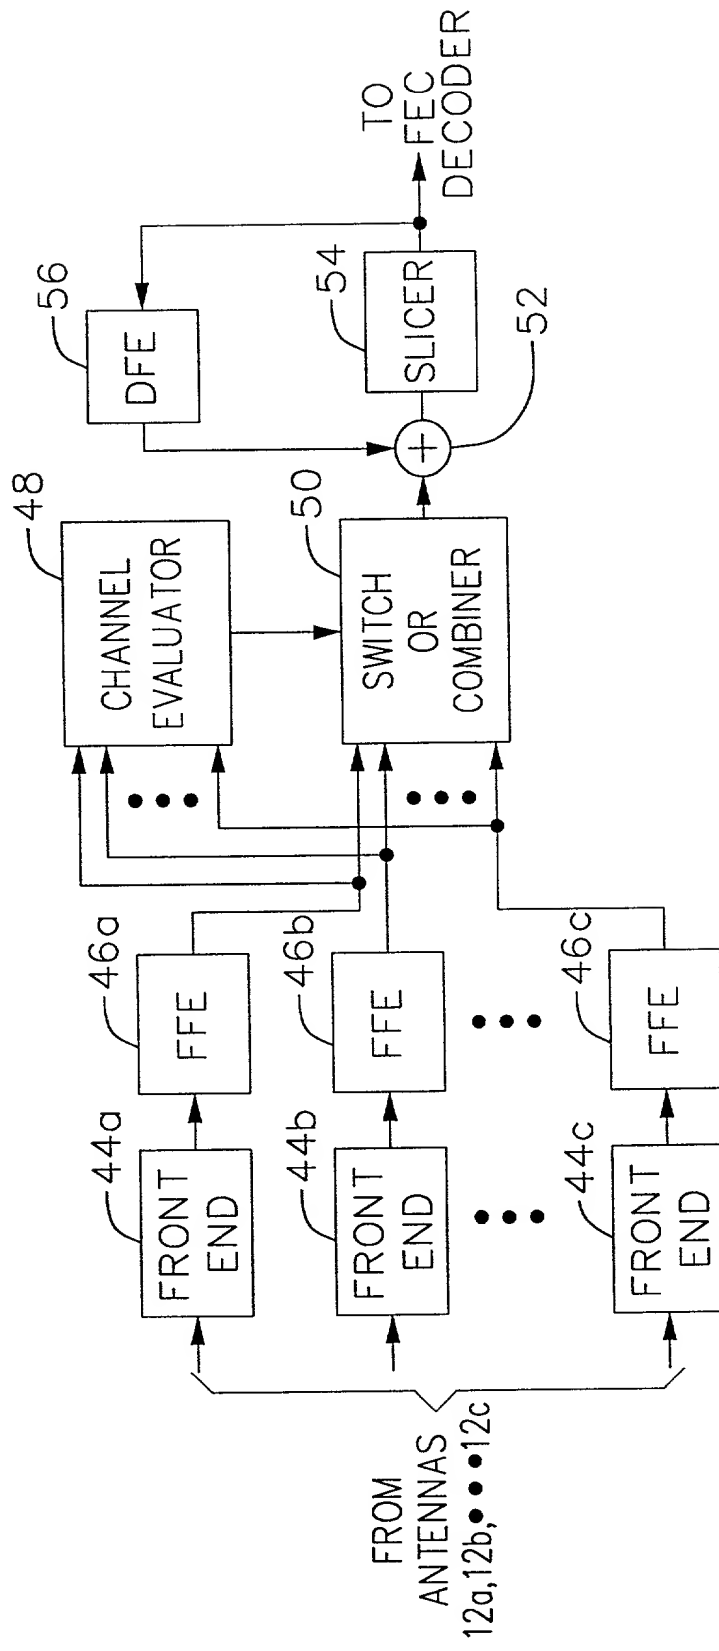 FROM
ANTENNAS
12a,12b,•••12c
44a
FRONT
END
46a
FFE
44b
FRONT
END
46b
FFE
44c
FRONT
END
46c
FFE
48
CHANNEL
EVALUATOR
50
SWITCH
OR
COMBINER
56
DFE
+
52
54
SLICER
TO
FEC
DECODER